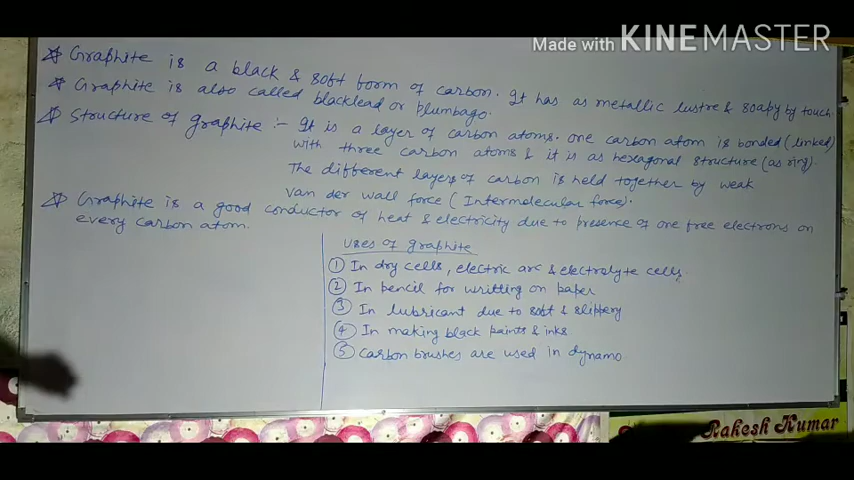 Made with KINEMASTER
☆ Graphite is a black & soft form of carbon. It has as metallic lustre & soapy by touch.
☆ Graphite is also called blacklead or plumbago.
☆ Structure of graphite :- It is a layer of carbon atoms. one carbon atom is bonded (linked)
with three carbon atoms & it is as hexagonal structure (as ring).
The different layers of carbon is held together by weak
van der wall force (Intermolecular force).
☆ Graphite is a good conductor of heat & electricity due to presence of one free electrons on
every carbon atom.
Uses of graphite
① In dry cells, electric arc & electrolyte cells.
② In pencil for writting on paper
③ In lubricant due to soft & slippery
④ In making black paints & inks
⑤ Carbon brushes are used in dynamo
Rakesh Kumar